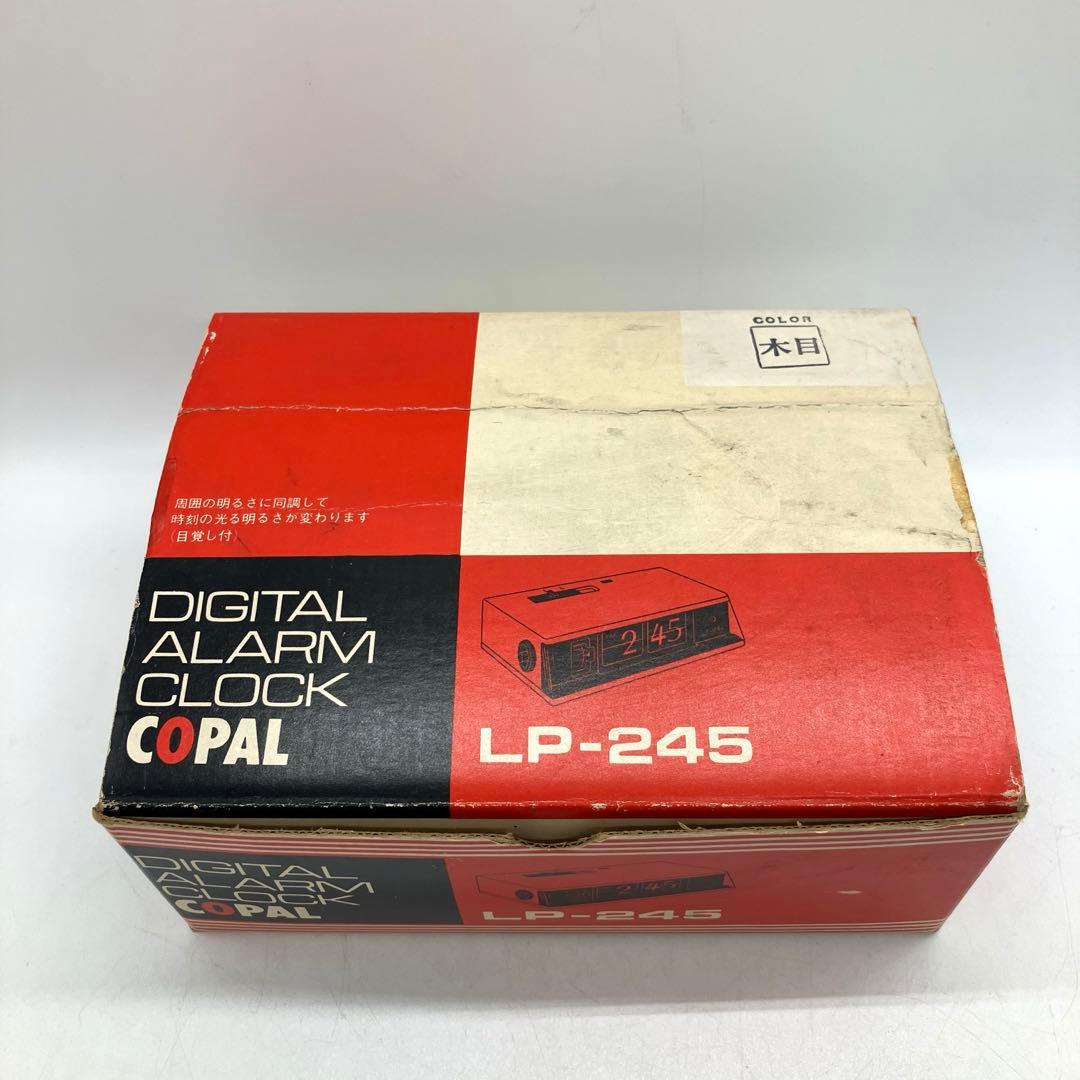 COLOR
木目
周囲の明るさに同調して
時刻の光る明るさが変わります
(目覚し付)
DIGITAL
ALARM
CLOCK
COPAL
2 45
LP-245
DIGITAL
ALARM
CLOCK
COPAL
2 45
LP-245